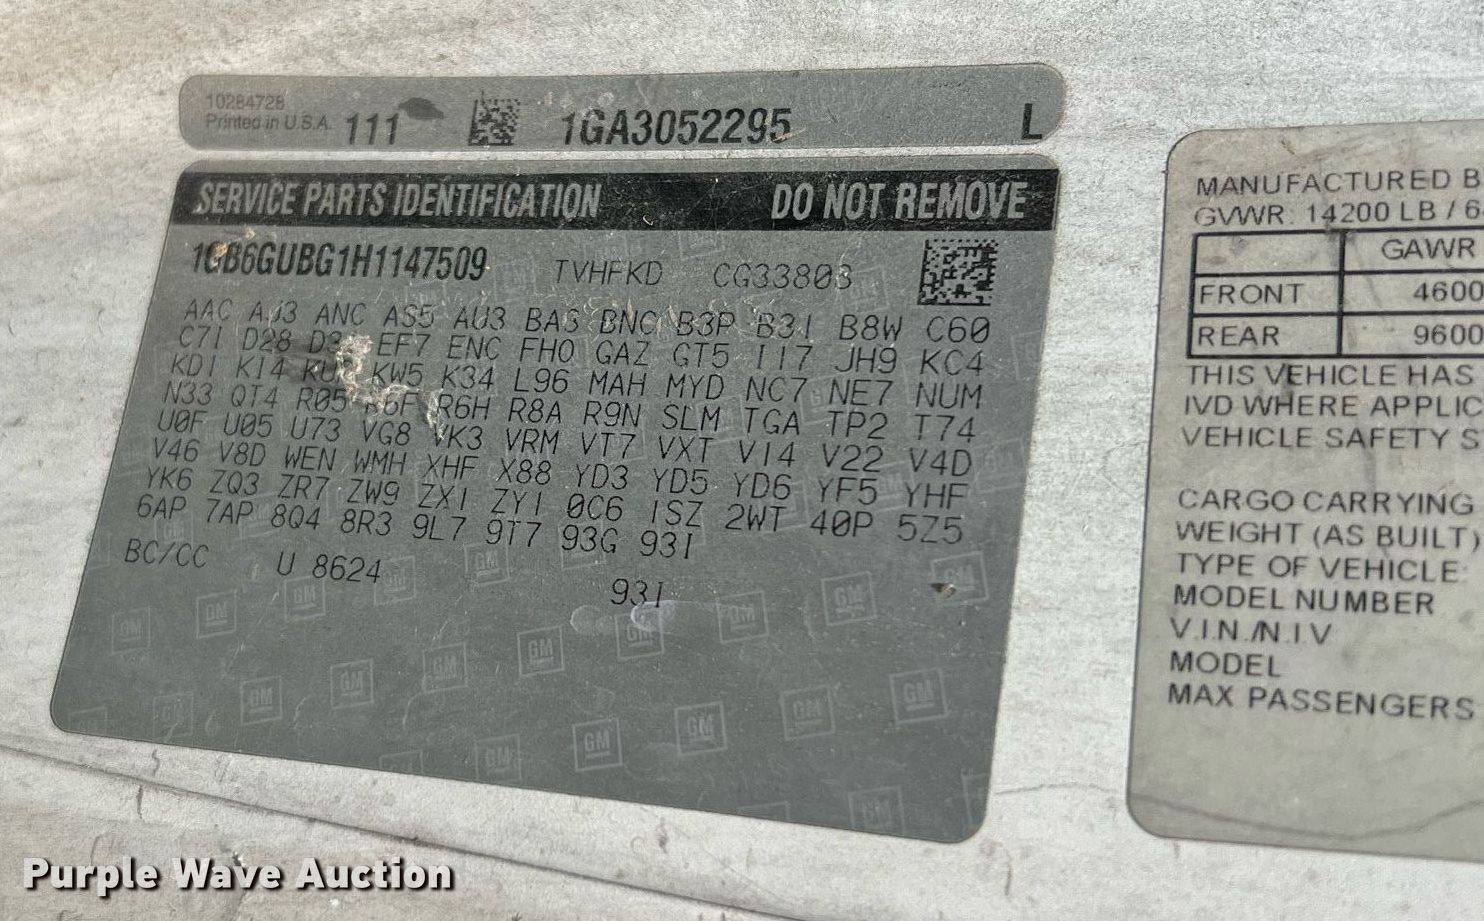 10284728
Printed in U.S.A. 111 1GA3052295 L
SERVICE PARTS IDENTIFICATION DO NOT REMOVE
1GB6GUBG1H1147509 TVHFKD CG33803
AAC AJ3 ANC AS5 AU3 BA3 BNC B3P B3I B8W C60
C7I D28 EF7 ENC FH0 GAZ GT5 I17 JH9 KC4
KDI K14 KW5 K34 L96 MAH MYD NC7 NE7 NUM
N33 QT4 R05 R6F R6H R8A R9N SLM TGA TP2 T74
U0F U05 U73 VG8 VK3 VRM VT7 VXT V14 V22 V4D
V46 V8D WEN WMH XHF X88 YD3 YD5 YD6 YF5 YHF
YK6 ZQ3 ZR7 ZW9 ZX1 ZY1 0C6 1SZ 2WT 40P 5Z5
6AP 7AP 8Q4 8R3 9L7 9T7 93G 93I
BC/CC U 8624
93I
MANUFACTURED B
GVWR: 14200 LB / 6
GAWR
FRONT 4600
REAR 9600
THIS VEHICLE HAS
IVD WHERE APPLIC
VEHICLE SAFETY S
CARGO CARRYING
WEIGHT (AS BUILT)
TYPE OF VEHICLE:
MODEL NUMBER
V.I.N./N.I.V
MODEL
MAX PASSENGERS
Purple Wave Auction